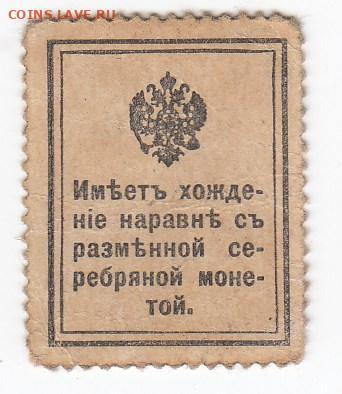 COINS.LAVE.RU
Имѣетъ хожде-
ніе наравнѣ съ
размѣнной се-
ребряной моне-
той.